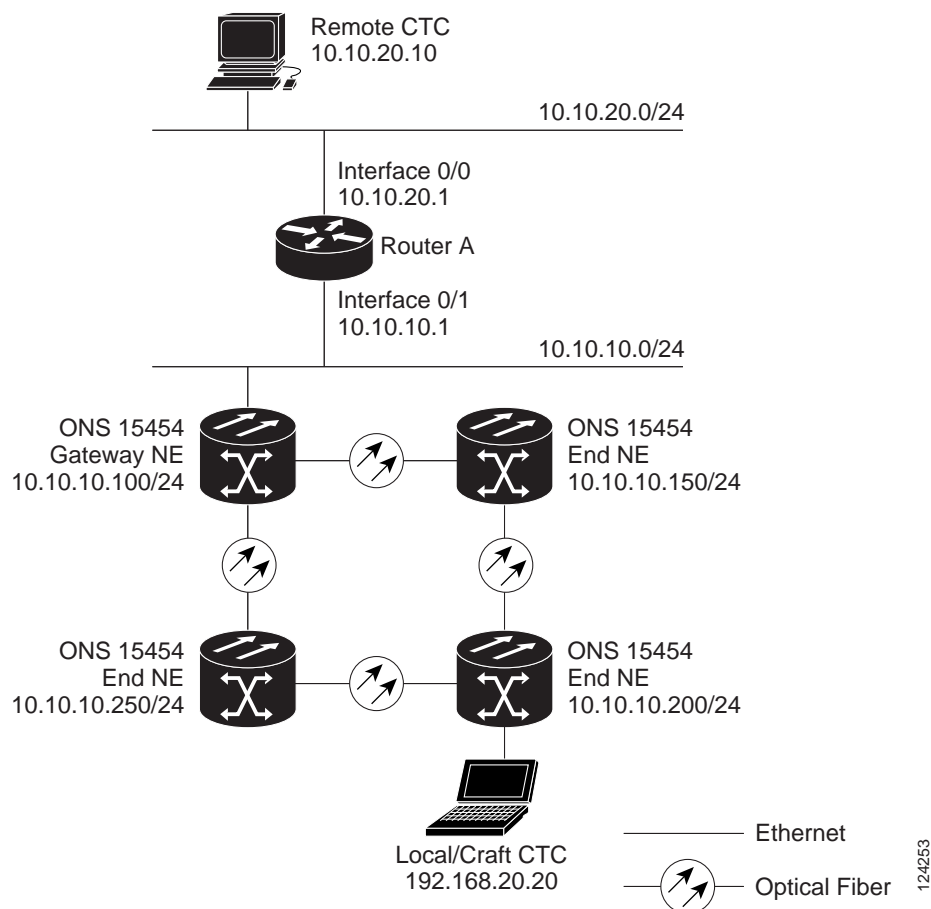 Remote CTC
10.10.20.10
10.10.20.0/24
Interface 0/0
10.10.20.1
Router A
Interface 0/1
10.10.10.1
10.10.10.0/24
ONS 15454
Gateway NE
10.10.10.100/24
ONS 15454
End NE
10.10.10.150/24
ONS 15454
End NE
10.10.10.250/24
ONS 15454
End NE
10.10.10.200/24
Local/Craft CTC
192.168.20.20
Ethernet
Optical Fiber
124253